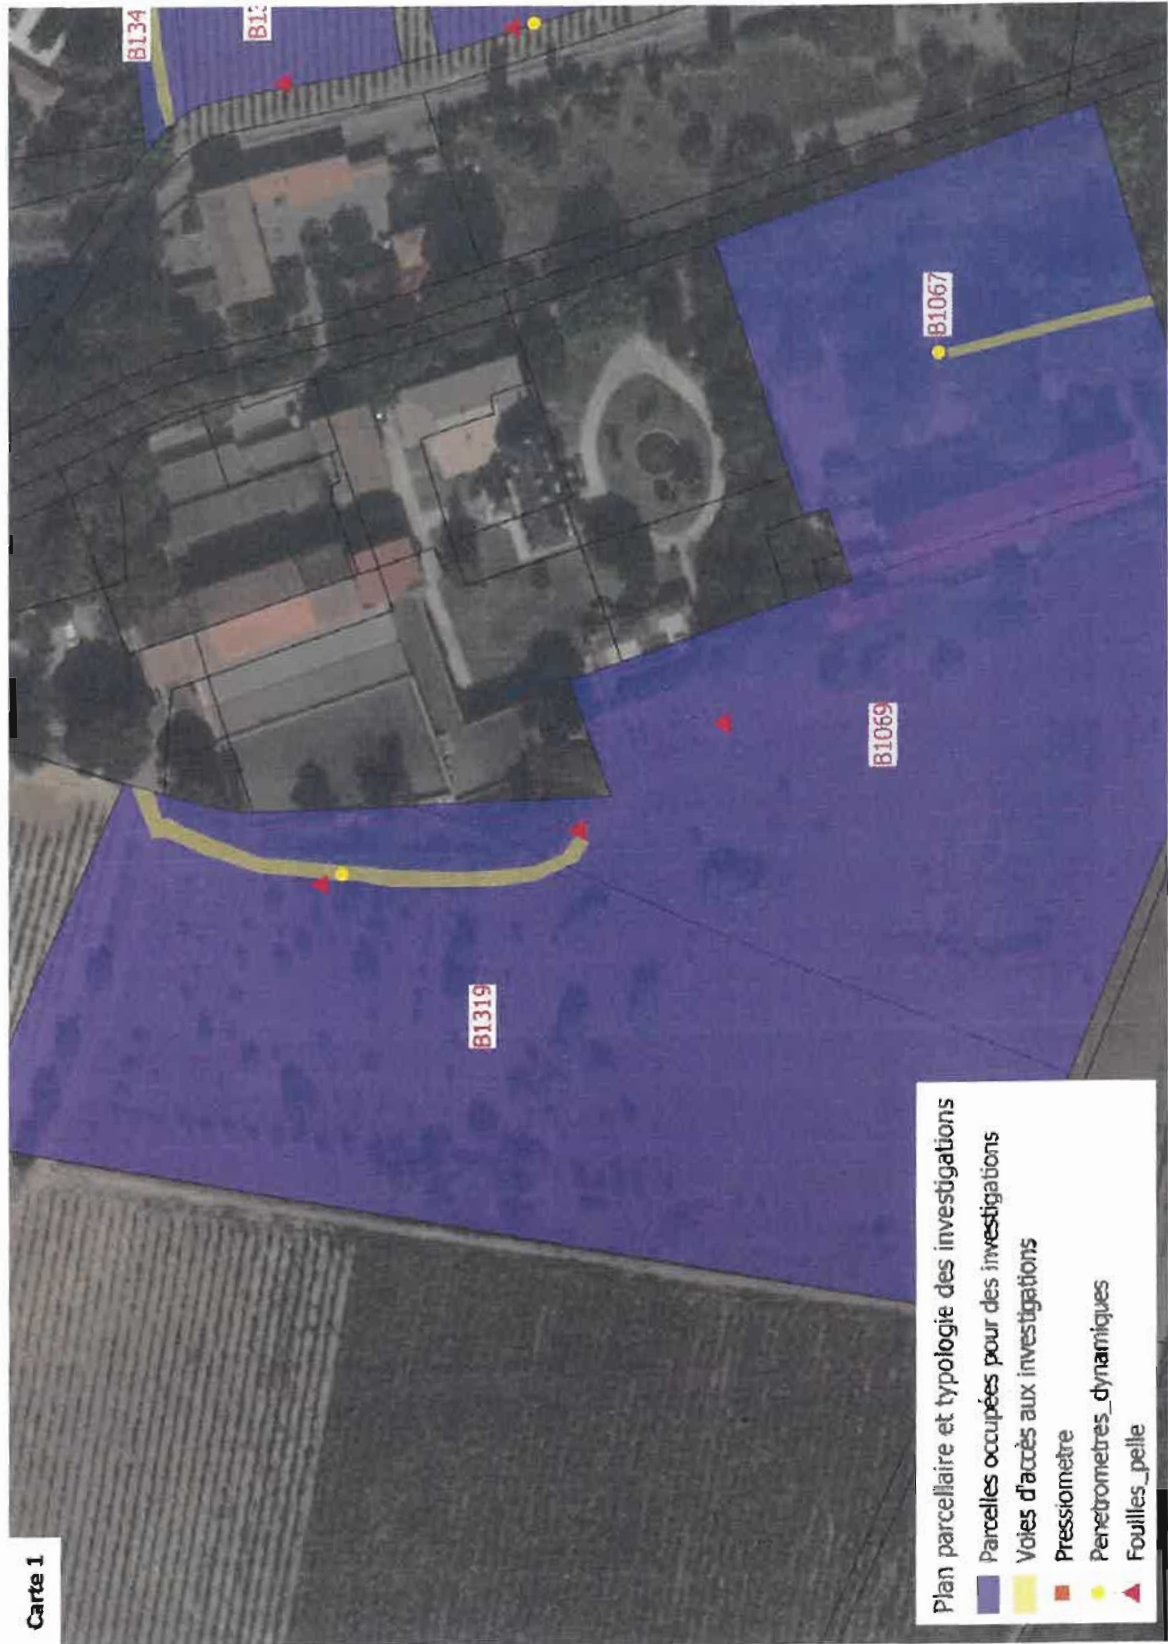 Carte 1
B134
B13
B1067
B1069
B1319
Plan parcellaire et typologie des investigations
Parcelles occupées pour des investigations
Voies d'accès aux investigations
Pressiometre
Penetrometres_dynamiques
Fouilles_pelle